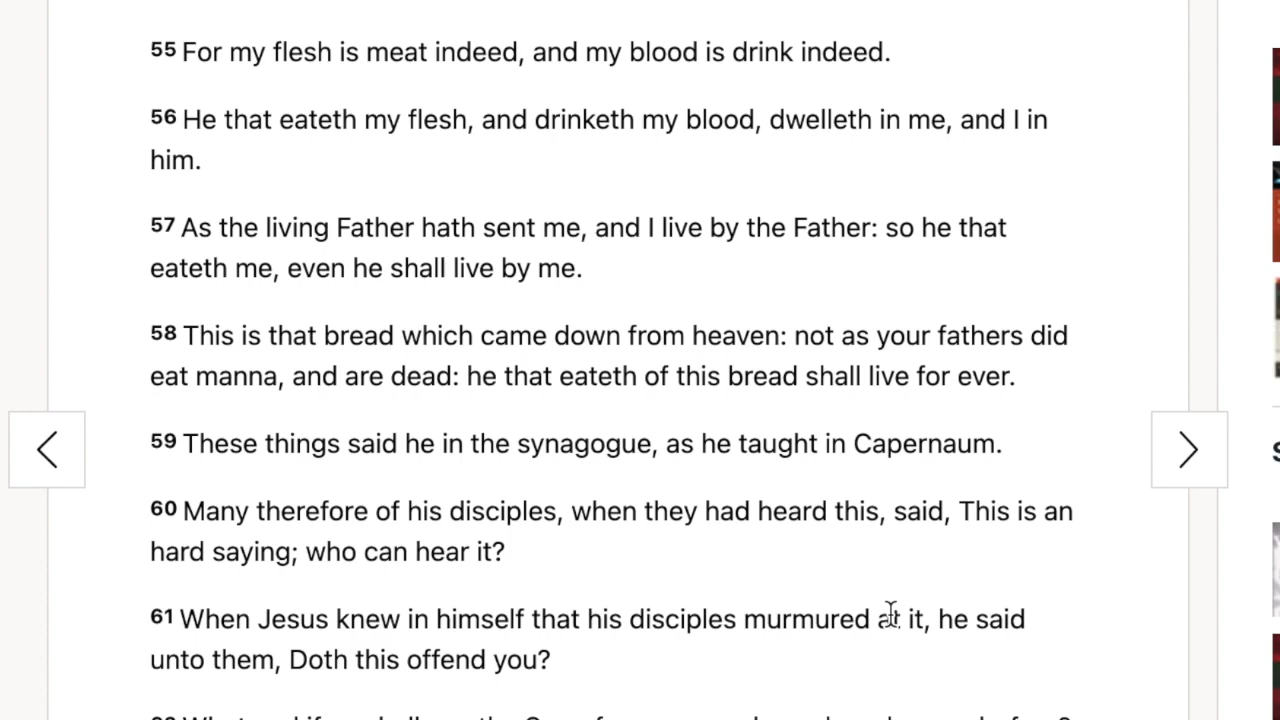 55 For my flesh is meat indeed, and my blood is drink indeed.
56 He that eateth my flesh, and drinketh my blood, dwelleth in me, and I in
him.
57 As the living Father hath sent me, and I live by the Father: so he that
eateth me, even he shall live by me.
58 This is that bread which came down from heaven: not as your fathers did
eat manna, and are dead: he that eateth of this bread shall live for ever.
59 These things said he in the synagogue, as he taught in Capernaum.
60 Many therefore of his disciples, when they had heard this, said, This is an
hard saying; who can hear it?
61 When Jesus knew in himself that his disciples murmured at it, he said
unto them, Doth this offend you?